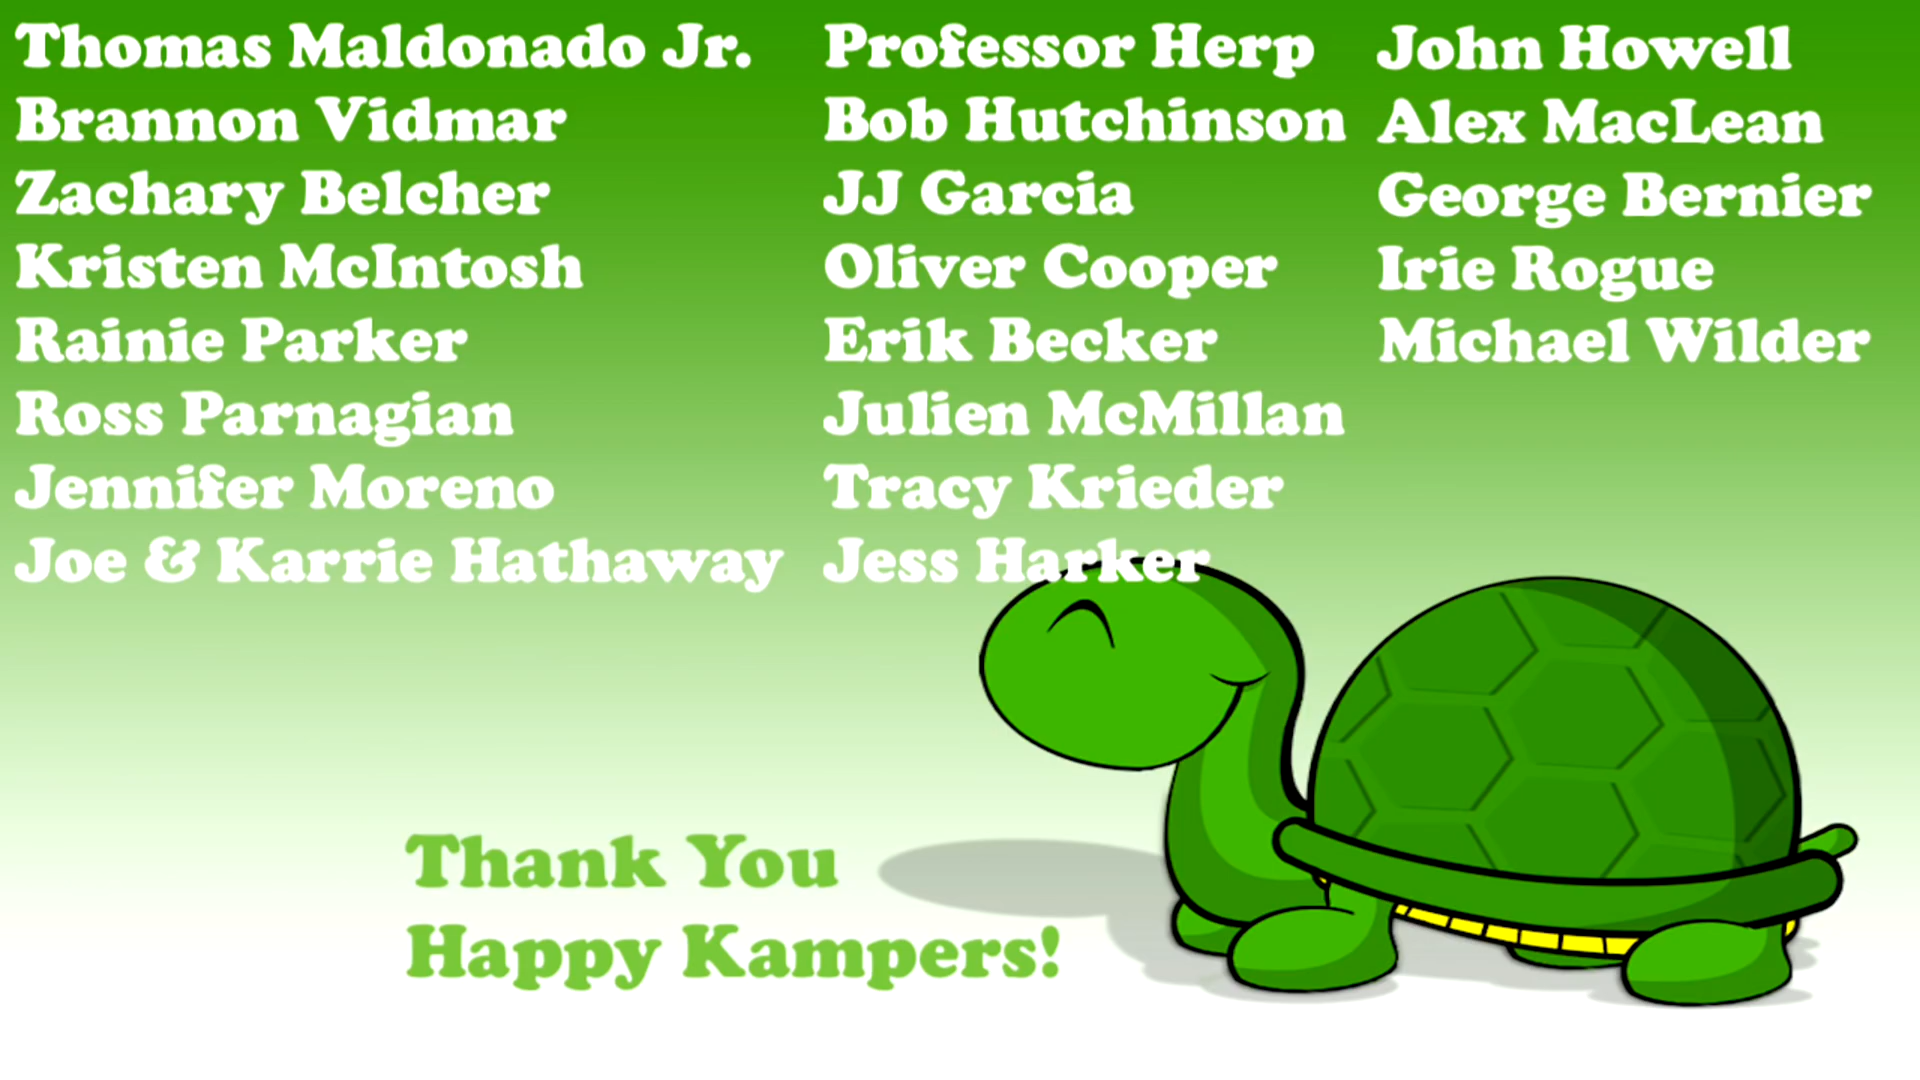 Thomas Maldonado Jr.
Brannon Vidmar
Zachary Belcher
Kristen McIntosh
Rainie Parker
Ross Parnagian
Jennifer Moreno
Joe & Karrie Hathaway
Professor Herp
Bob Hutchinson
JJ Garcia
Oliver Cooper
Erik Becker
Julien McMillan
Tracy Krieder
Jess Harker
John Howell
Alex MacLean
George Bernier
Irie Rogue
Michael Wilder
Thank You
Happy Kampers!